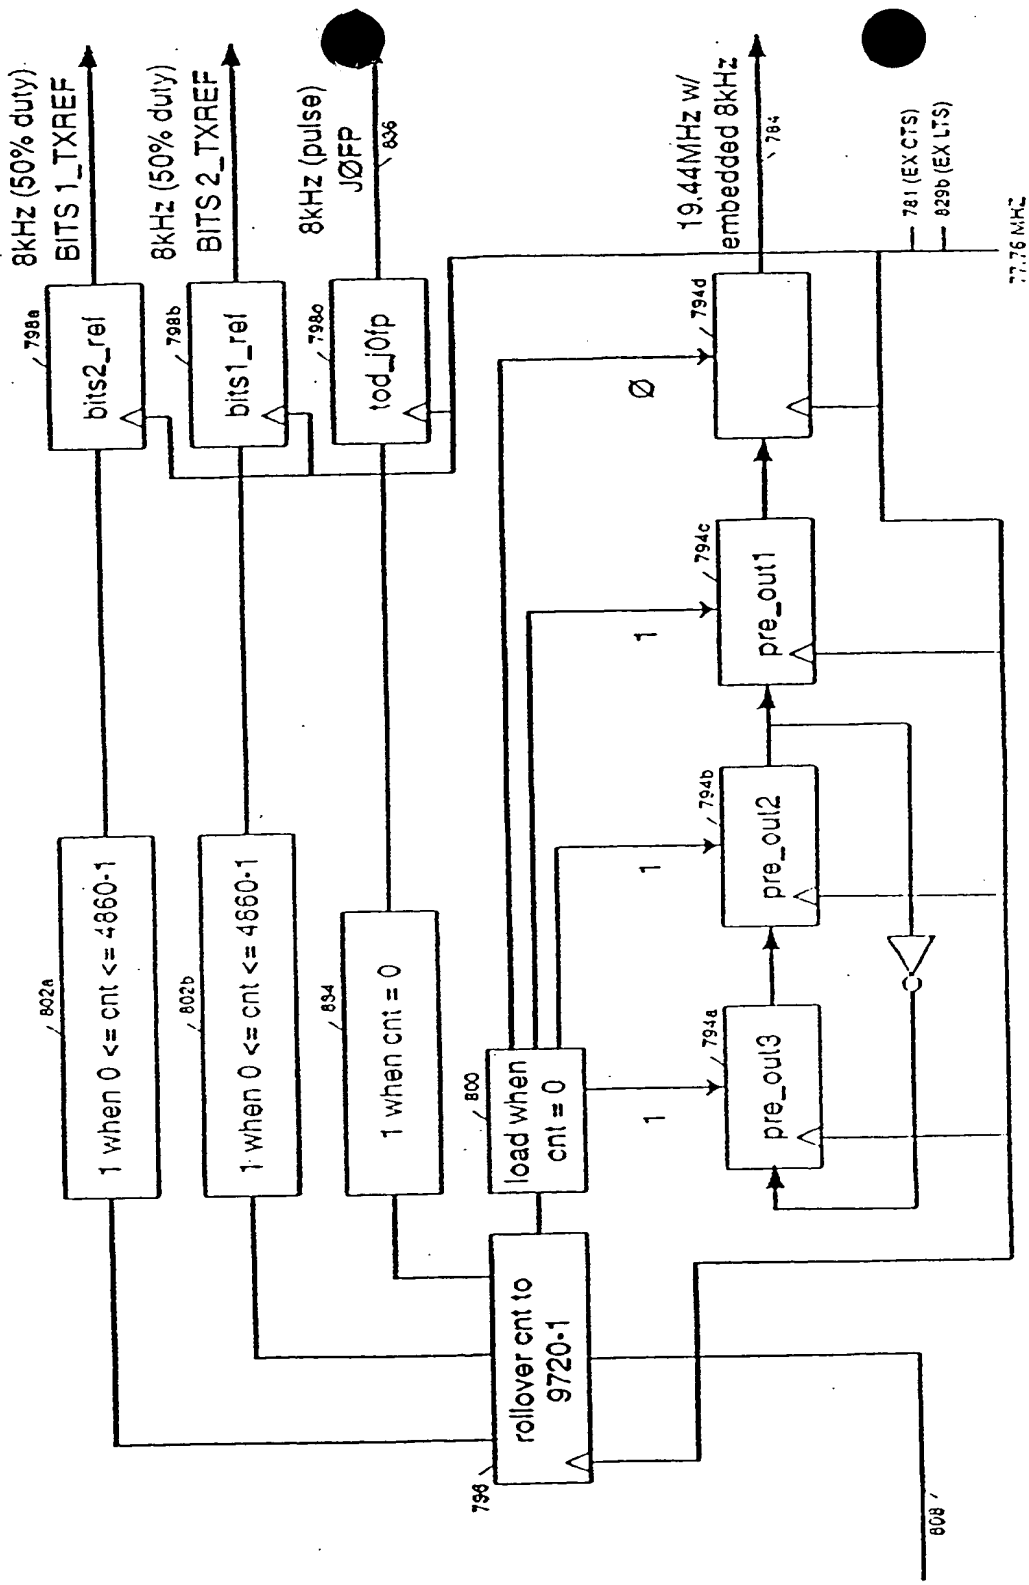 8kHz (50% duty)
BITS 1_TXREF
798a
bits2_ref
802a
1 when 0 <= cnt <= 4860-1
8kHz (50% duty)
BITS 2_TXREF
798b
bits1_ref
802b
1 when 0 <= cnt <= 4860-1
8kHz (pulse)
JØFP
836
798c
tod_j0fp
834
1 when cnt = 0
796
rollover cnt to
9720-1
800
load when
cnt = 0
1
1
1
Ø
794a
pre_out3
794b
pre_out2
794c
pre_out1
794d
19.44MHz w/
embedded 8kHz
784
781 (EX CTS)
829b (EX LTS)
77.76 MHZ
808